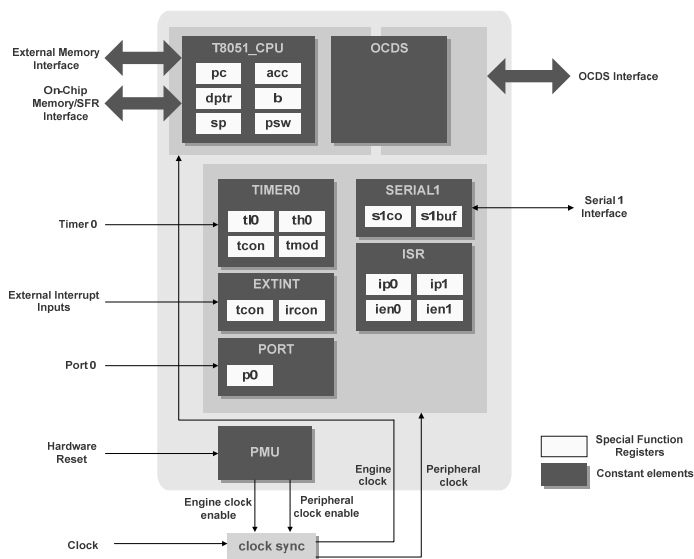 T8051_CPU
OCDS
External Memory
Interface
pc
acc
OCDS Interface
On-Chip
Memory/SFR
Interface
dptr
b
sp
psw
TIMER0
SERIAL1
tl0
th0
s1co
s1buf
Serial 1
Interface
Timer 0
tcon
tmod
ISR
EXTINT
ip0
ip1
External Interrupt
Inputs
tcon
ircon
ien0
ien1
PORT
Port 0
p0
Hardware
Reset
PMU
Engine
clock
Peripheral
clock
Special Function
Registers
Constant elements
Engine clock
enable
Peripheral
clock enable
Clock
clock sync